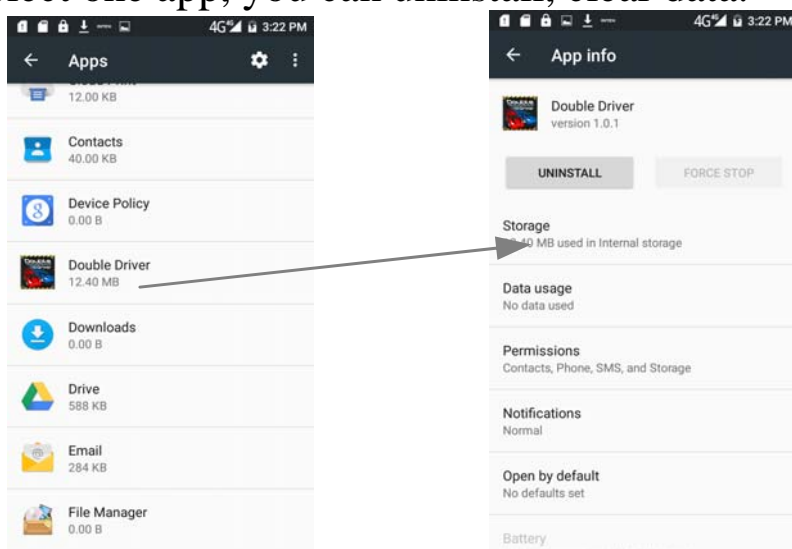 one app, you can uninstall, clear data.
4G 3:22 PM
Apps
12.00 KB
Contacts
40.00 KB
Device Policy
0.00 B
Double Driver
12.40 MB
Downloads
0.00 B
Drive
588 KB
Email
284 KB
File Manager
0.00 B
4G 3:22 PM
App info
Double Driver
version 1.0.1
UNINSTALL
FORCE STOP
Storage
MB used in Internal storage
Data usage
No data used
Permissions
Contacts, Phone, SMS, and Storage
Notifications
Normal
Open by default
No defaults set
Battery